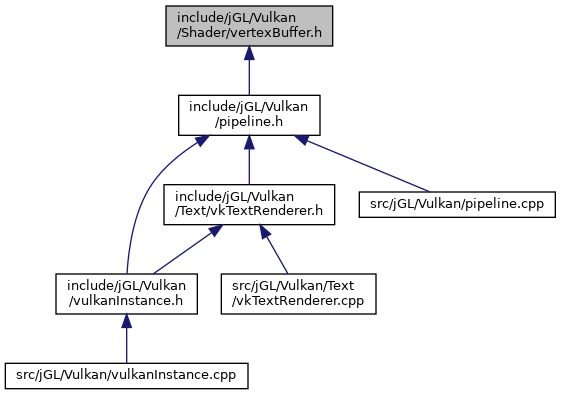 include/jGL/Vulkan
/Shader/vertexBuffer.h
include/jGL/Vulkan
/pipeline.h
include/jGL/Vulkan
/Text/vkTextRenderer.h
src/jGL/Vulkan/pipeline.cpp
include/jGL/Vulkan
/vulkanInstance.h
src/jGL/Vulkan/Text
/vkTextRenderer.cpp
src/jGL/Vulkan/vulkanInstance.cpp